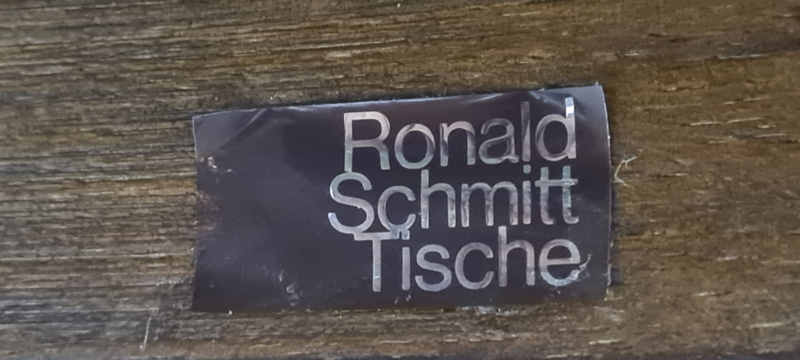 Ronald
Schmitt
Tische